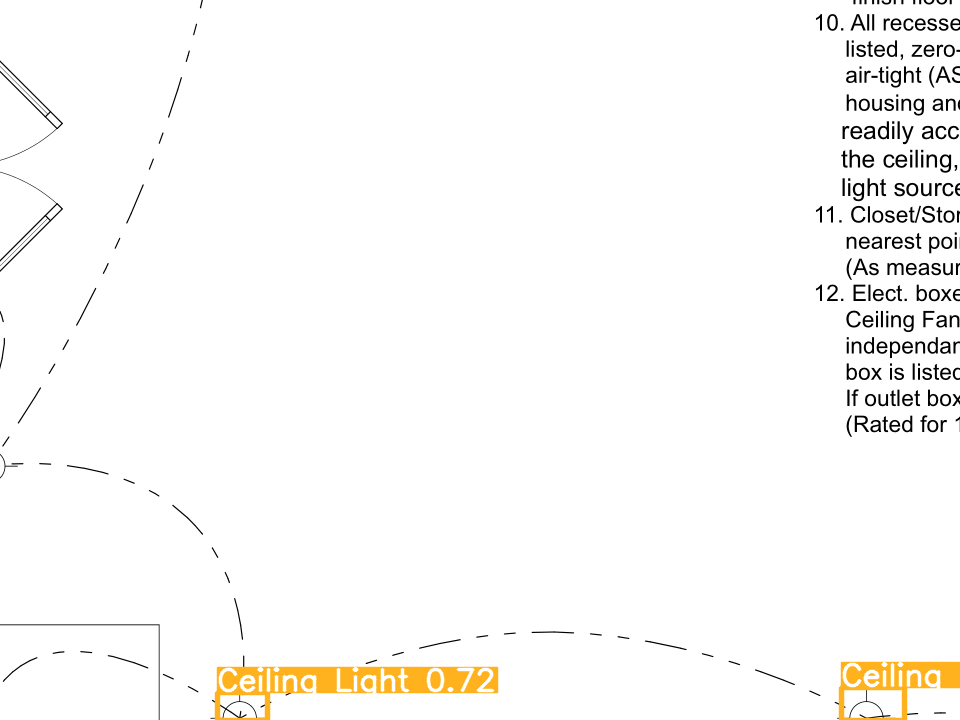 10. All recesse
listed, zero-
air-tight (AS
housing an
readily acc
the ceiling,
light source
11. Closet/Stor
nearest poi
(As measur
12. Elect. boxe
Ceiling Fan
independan
box is listed
If outlet box
(Rated for 1
Ceiling Light 0.72
Ceiling